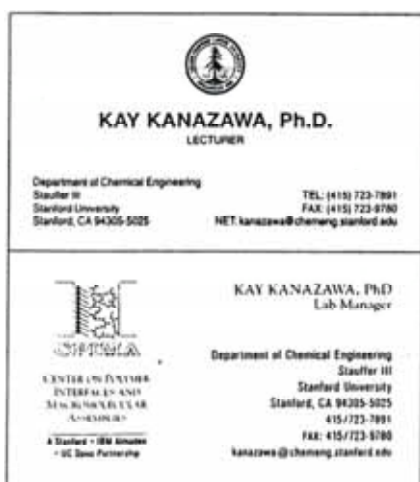 KAY KANAZAWA, Ph.D.
LECTURER
Department of Chemical Engineering
Stauffer III
Stanford University
Stanford, CA 94305-5025
TEL: (415) 723-7891
FAX: (415) 723-9780
NET: kanazawa@chemeng.stanford.edu
KAY KANAZAWA, PhD
Lab Manager
CPIMA
CENTER ON POLYMER
INTERFACES AND
MACROMOLECULAR
ASSEMBLIES
A Stanford • IBM Almaden
• UC Davis Partnership
Department of Chemical Engineering
Stauffer III
Stanford University
Stanford, CA 94305-5025
415/723-7891
FAX: 415/723-9780
kanazawa@chemeng.stanford.edu